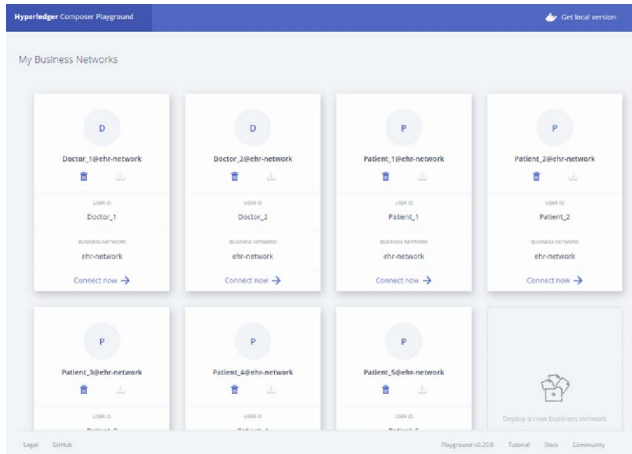 Hyperledger Composer Playground
Get local version
My Business Networks
D
Doctor_1@ehr-network
USER ID
Doctor_1
BUSINESS NETWORK
ehr-network
Connect now →
D
Doctor_2@ehr-network
USER ID
Doctor_2
BUSINESS NETWORK
ehr-network
Connect now →
P
Patient_1@ehr-network
USER ID
Patient_1
BUSINESS NETWORK
ehr-network
Connect now →
P
Patient_2@ehr-network
USER ID
Patient_2
BUSINESS NETWORK
ehr-network
Connect now →
P
Patient_3@ehr-network
USER ID
P
Patient_4@ehr-network
USER ID
P
Patient_5@ehr-network
USER ID
Deploy a new business network
Legal GitHub
Playground v0.20.8 Tutorial Docs Community